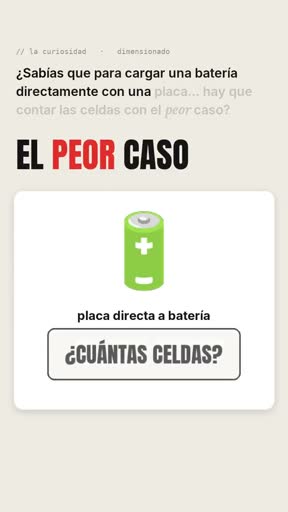 // la curiosidad · dimensionado
¿Sabías que para cargar una batería
directamente con una placa... hay que
contar las celdas con el peor caso?
EL PEOR CASO
placa directa a batería
¿CUÁNTAS CELDAS?